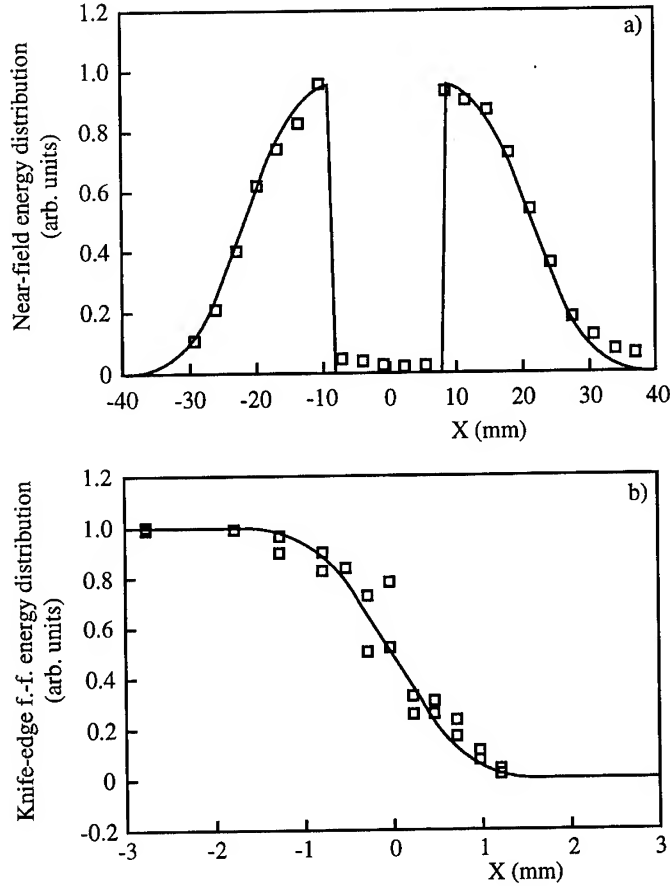 a)
Near-field energy distribution
(arb. units)
1.2
1.0
0.8
0.6
0.4
0.2
0
-40 -30 -20 -10 0 10 20 30 40
X (mm)
b)
Knife-edge f.-f. energy distribution
(arb. units)
1.2
1.0
0.8
0.6
0.4
0.2
0
-0.2
-3 -2 -1 0 1 2 3
X (mm)